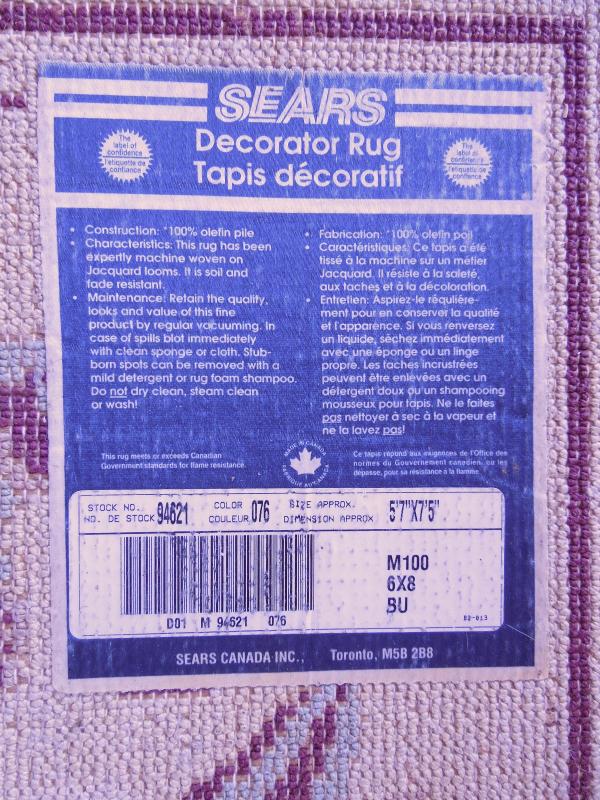 SEARS
Decorator Rug
Tapis décoratif
The
label of
confidence
l'étiquette de
confiance
The
label of
confidence
l'étiquette de
confiance
• Construction: *100% olefin pile
• Characteristics: This rug has been
expertly machine woven on
Jacquard looms. It is soil and
fade resistant.
• Maintenance: Retain the quality,
looks and value of this fine
product by regular vacuuming. In
case of spills blot immediately
with clean sponge or cloth. Stub-
born spots can be removed with a
mild detergent or rug foam shampoo.
Do not dry clean, steam clean
or wash!
This rug meets or exceeds Canadian
Government standards for flame resistance.
• Fabrication: *100% olefin poil
• Caractéristiques: Ce tapis a été
tissé à la machine sur un métier
Jacquard. Il résiste à la saleté,
aux taches et à la décoloration.
• Entretien: Aspirez-le régulière-
ment pour en conserver la qualité
et l'apparence. Si vous renversez
un liquide, séchez immédiatement
avec une éponge ou un linge
propre. Les taches incrustées
peuvent être enlevées avec un
détergent doux ou un shampooing
mousseux pour tapis. Ne le faites
pas nettoyer à sec à la vapeur et
ne la lavez pas!
MADE IN CANADA
FABRIQUÉ AU CANADA
Ce tapis répond aux exigences de l'Office des
normes du Gouvernement canadien, ou les
dépasse, pour sa résistance à la flamme.
STOCK NO. 94621 COLOR 076 SIZE APPROX. 5'7"X7'5"
NO. DE STOCK COULEUR DIMENSION APPROX
M100
6X8
BU
D01 M 94621 076
82-013
SEARS CANADA INC., Toronto, M5B 2B8